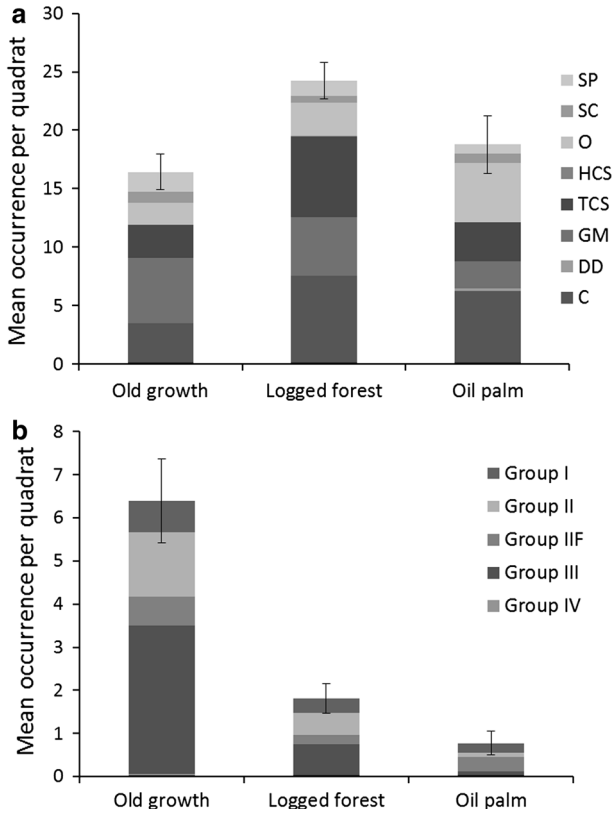 a
Mean occurrence per quadrat
30
25
20
15
10
5
0
Old growth
Logged forest
Oil palm
SP
SC
O
HCS
TCS
GM
DD
C
b
Mean occurrence per quadrat
8
7
6
5
4
3
2
1
0
Old growth
Logged forest
Oil palm
Group I
Group II
Group IIF
Group III
Group IV